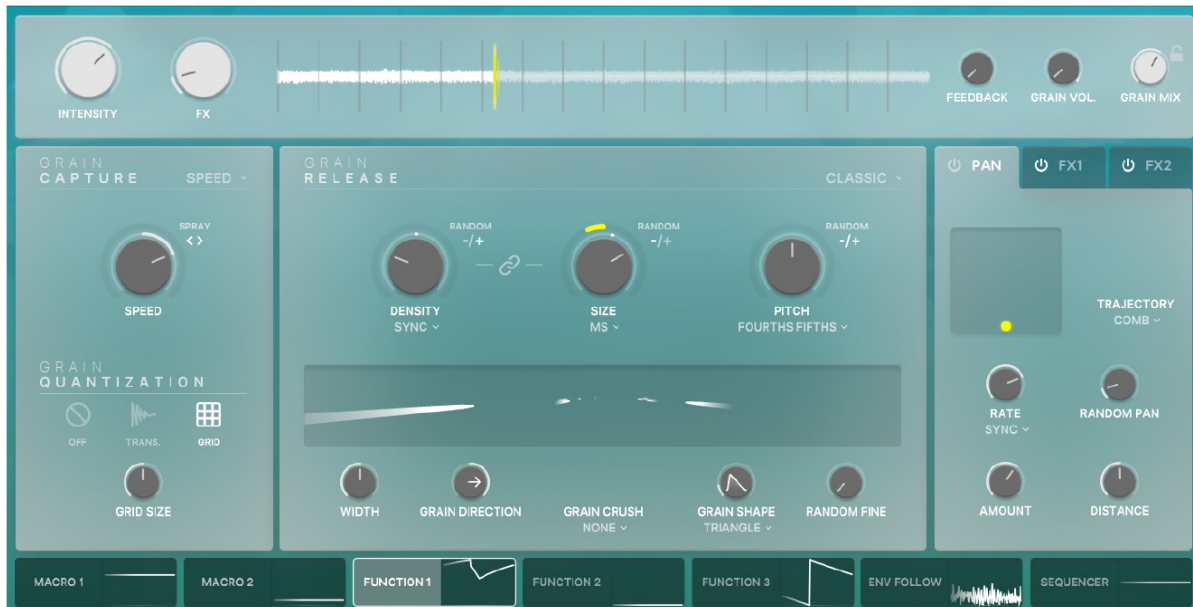 INTENSITY
FX
FEEDBACK
GRAIN VOL.
GRAIN MIX
GRAIN
CAPTURE
SPEED
SPRAY
<>
SPEED
GRAIN
QUANTIZATION
OFF
TRANS.
GRID
GRID SIZE
GRAIN
RELEASE
CLASSIC
RANDOM
-/+
RANDOM
-/+
RANDOM
-/+
DENSITY
SYNC
SIZE
MS
PITCH
FOURTHS FIFTHS
WIDTH
GRAIN DIRECTION
GRAIN CRUSH
NONE
GRAIN SHAPE
TRIANGLE
RANDOM FINE
PAN
FX1
FX2
TRAJECTORY
COMB
RATE
SYNC
RANDOM PAN
AMOUNT
DISTANCE
MACRO 1
MACRO 2
FUNCTION 1
FUNCTION 2
FUNCTION 3
ENV FOLLOW
SEQUENCER